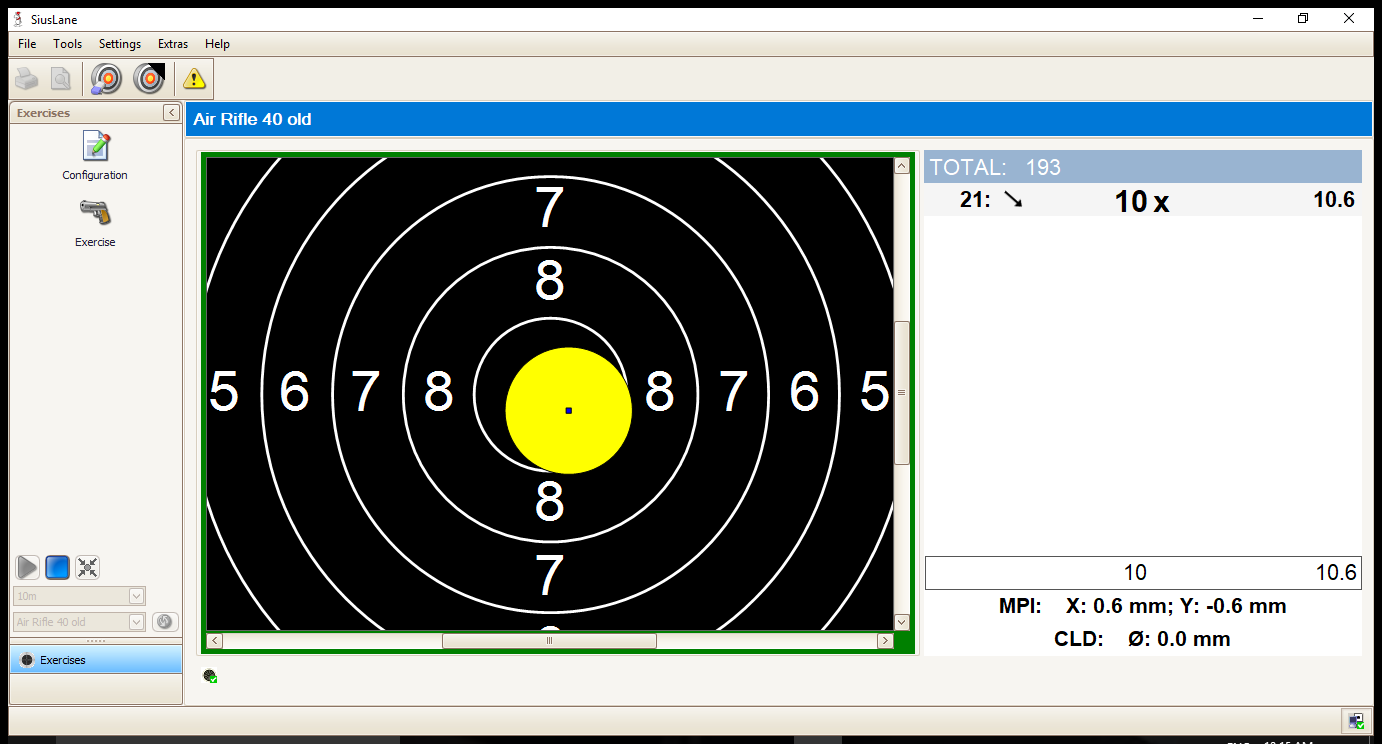 SiusLane
File Tools Settings Extras Help
Exercises
Configuration
Exercise
10m
Air Rifle 40 old
Exercises
Air Rifle 40 old
7
8
5 6 7 8 8 7 6 5
8
7
TOTAL: 193
21: 10 x 10.6
10 10.6
MPI: X: 0.6 mm; Y: -0.6 mm
CLD: Ø: 0.0 mm